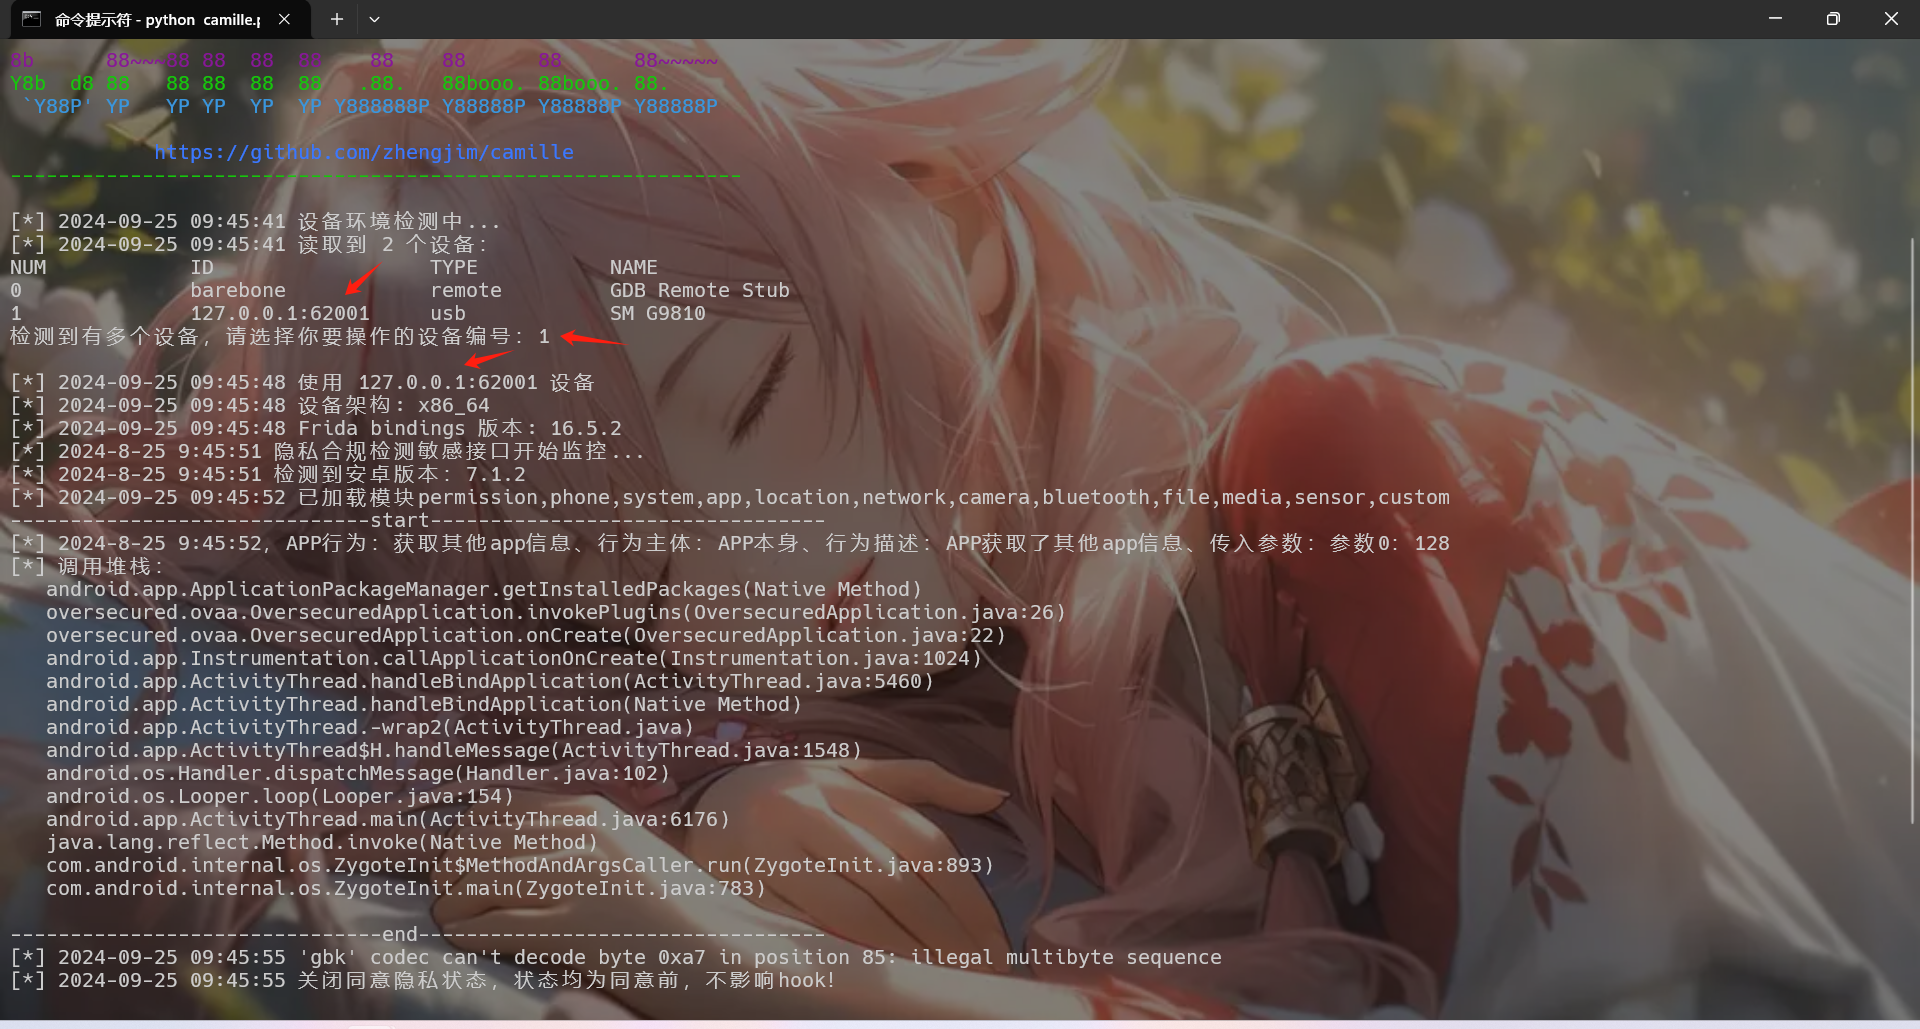 命令提示符 - python  camille.p
8b      88~~~88 88  88  88    88    88      88      88~~~~~
Y8b  d8 88   88 88  88  88   .88.   88booo. 88booo. 88.
 `Y88P' YP   YP YP  YP  YP Y888888P Y88888P Y88888P Y88888P
https://github.com/zhengjim/camille
-------------------------------------------------------------
[*] 2024-09-25 09:45:41 设备环境检测中...
[*] 2024-09-25 09:45:41 读取到 2 个设备:
NUM            ID                  TYPE           NAME
0              barebone            remote         GDB Remote Stub
1              127.0.0.1:62001     usb            SM G9810
检测到有多个设备，请选择你要操作的设备编号: 1
[*] 2024-09-25 09:45:48 使用 127.0.0.1:62001 设备
[*] 2024-09-25 09:45:48 设备架构: x86_64
[*] 2024-09-25 09:45:48 Frida bindings 版本: 16.5.2
[*] 2024-8-25 9:45:51 隐私合规检测敏感接口开始监控...
[*] 2024-8-25 9:45:51 检测到安卓版本: 7.1.2
[*] 2024-09-25 09:45:52 已加载模块permission,phone,system,app,location,network,camera,bluetooth,file,media,sensor,custom
------------------------------start---------------------------------
[*] 2024-8-25 9:45:52，APP行为: 获取其他app信息、行为主体: APP本身、行为描述: APP获取了其他app信息、传入参数: 参数0: 128
[*] 调用堆栈:
android.app.ApplicationPackageManager.getInstalledPackages(Native Method)
oversecured.ovaa.OversecuredApplication.invokePlugins(OversecuredApplication.java:26)
oversecured.ovaa.OversecuredApplication.onCreate(OversecuredApplication.java:22)
android.app.Instrumentation.callApplicationOnCreate(Instrumentation.java:1024)
android.app.ActivityThread.handleBindApplication(ActivityThread.java:5460)
android.app.ActivityThread.handleBindApplication(Native Method)
android.app.ActivityThread.-wrap2(ActivityThread.java)
android.app.ActivityThread$H.handleMessage(ActivityThread.java:1548)
android.os.Handler.dispatchMessage(Handler.java:102)
android.os.Looper.loop(Looper.java:154)
android.app.ActivityThread.main(ActivityThread.java:6176)
java.lang.reflect.Method.invoke(Native Method)
com.android.internal.os.ZygoteInit$MethodAndArgsCaller.run(ZygoteInit.java:893)
com.android.internal.os.ZygoteInit.main(ZygoteInit.java:783)
-------------------------------end----------------------------------
[*] 2024-09-25 09:45:55 'gbk' codec can't decode byte 0xa7 in position 85: illegal multibyte sequence
[*] 2024-09-25 09:45:55 关闭同意隐私状态，状态均为同意前，不影响hook!